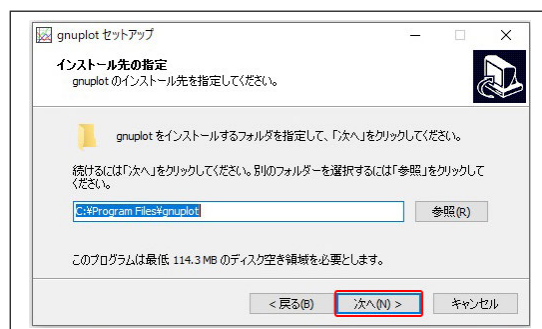 gnuplot セットアップ
インストール先の指定
gnuplot のインストール先を指定してください。
gnuplot をインストールするフォルダを指定して、「次へ」をクリックしてください。
続けるには「次へ」をクリックしてください。別のフォルダーを選択するには「参照」をクリックして
ください。
C:¥Program Files¥gnuplot
参照(R)
このプログラムは最低 114.3 MB のディスク空き領域を必要とします。
< 戻る(B)
次へ(N) >
キャンセル